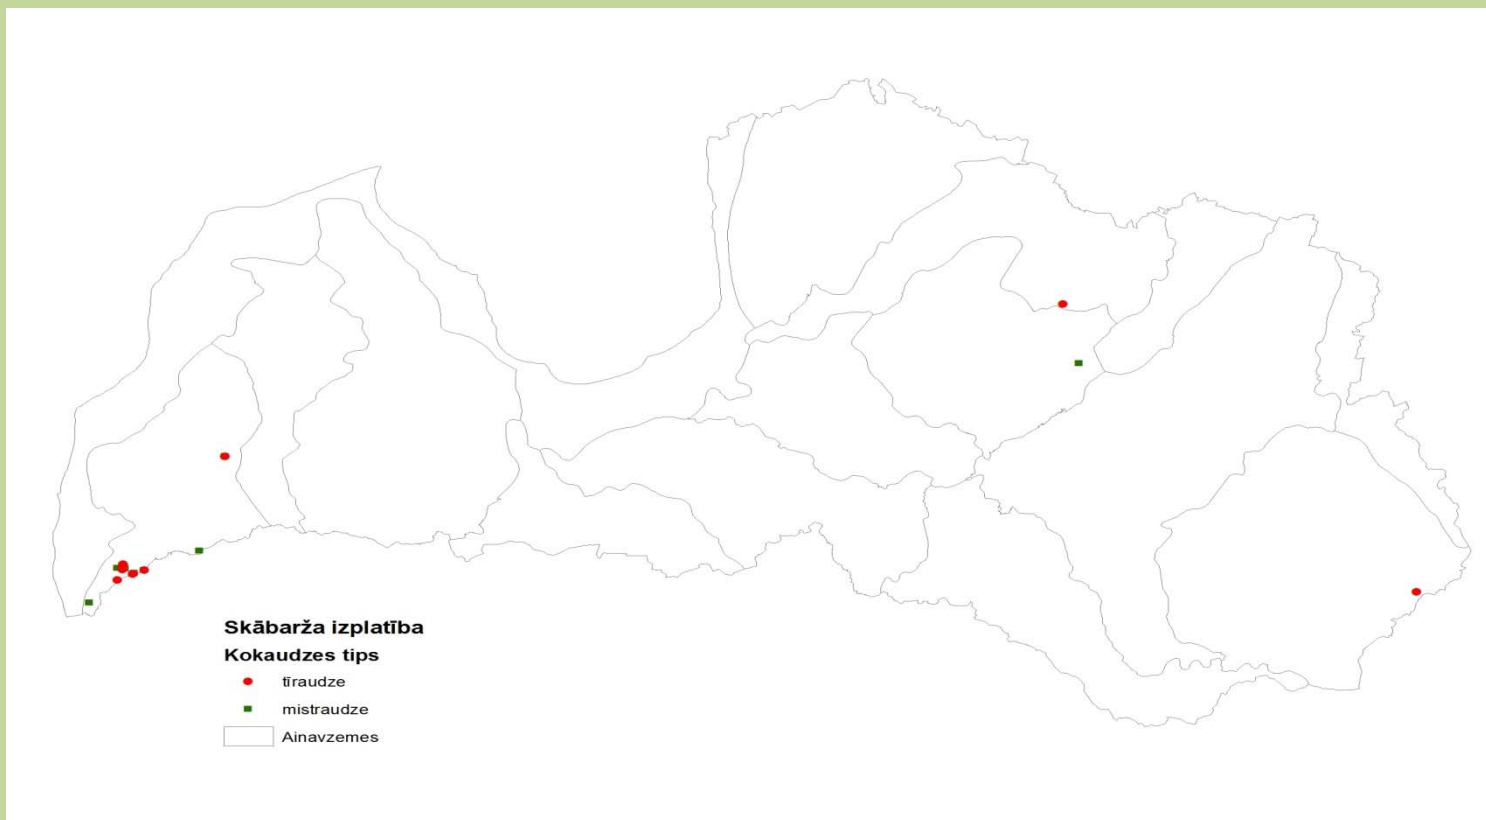 Skābarža izplatība
Kokaudzes tips
tīraudze
mistraudze
Ainavzemes